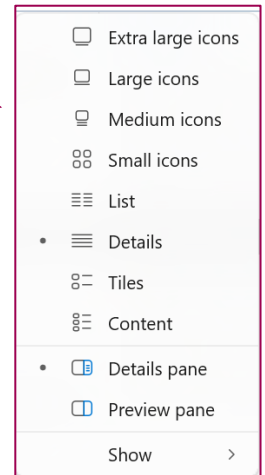 Extra large icons
Large icons
Medium icons
Small icons
List
Details
Tiles
Content
Details pane
Preview pane
Show